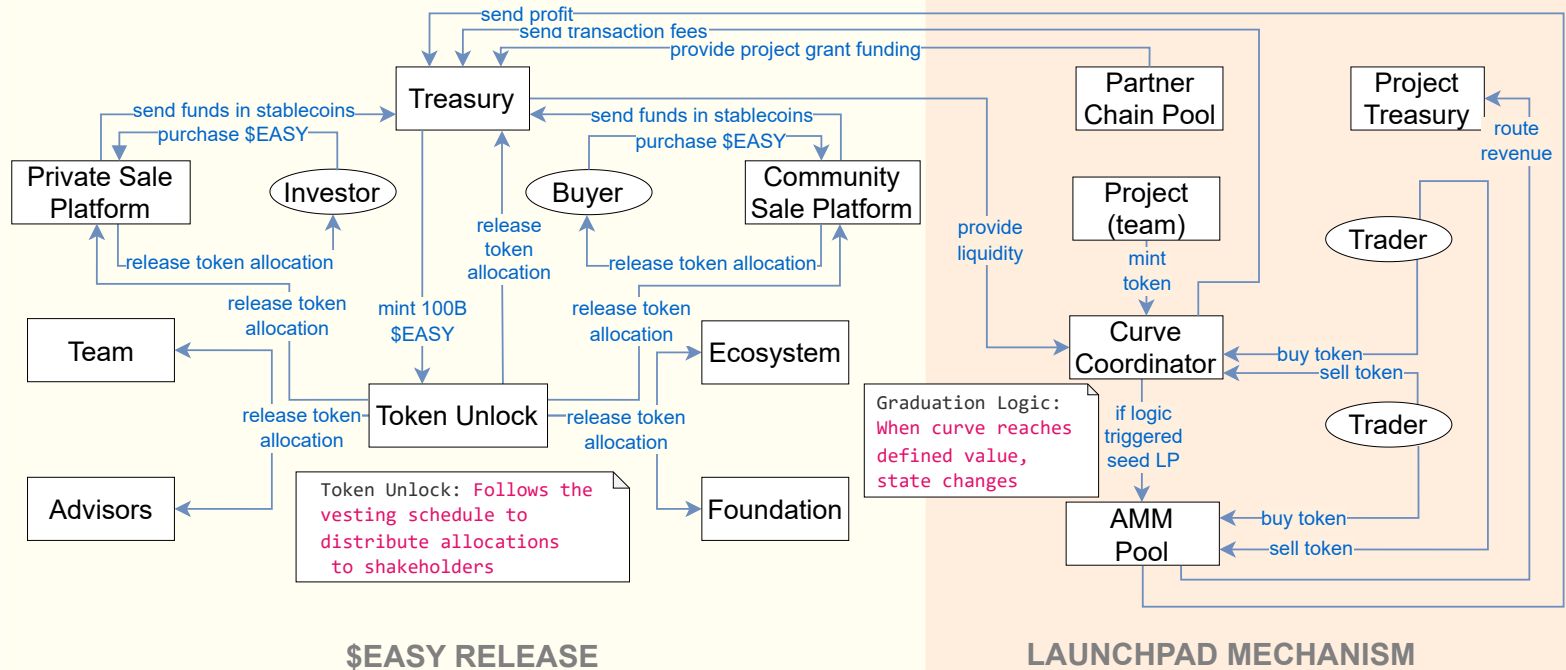 send profit
send transaction fees
provide project grant funding
Treasury
Partner
Chain Pool
Project
Treasury
send funds in stablecoins
purchase $EASY
send funds in stablecoins
purchase $EASY
route
revenue
Private Sale
Platform
Investor
Buyer
Community
Sale Platform
Project
(team)
Trader
release
token
allocation
provide
liquidity
release token allocation
release token allocation
mint
token
release token
allocation
mint 100B
$EASY
release token
allocation
Team
Ecosystem
Curve
Coordinator
buy token
sell token
Token Unlock
release token
allocation
release token
allocation
Graduation Logic:
When curve reaches
defined value,
state changes
if logic
triggered
seed LP
Trader
Advisors
Token Unlock: Follows the
vesting schedule to
distribute allocations
to shakeholders
Foundation
AMM
Pool
buy token
sell token
$EASY RELEASE
LAUNCHPAD MECHANISM